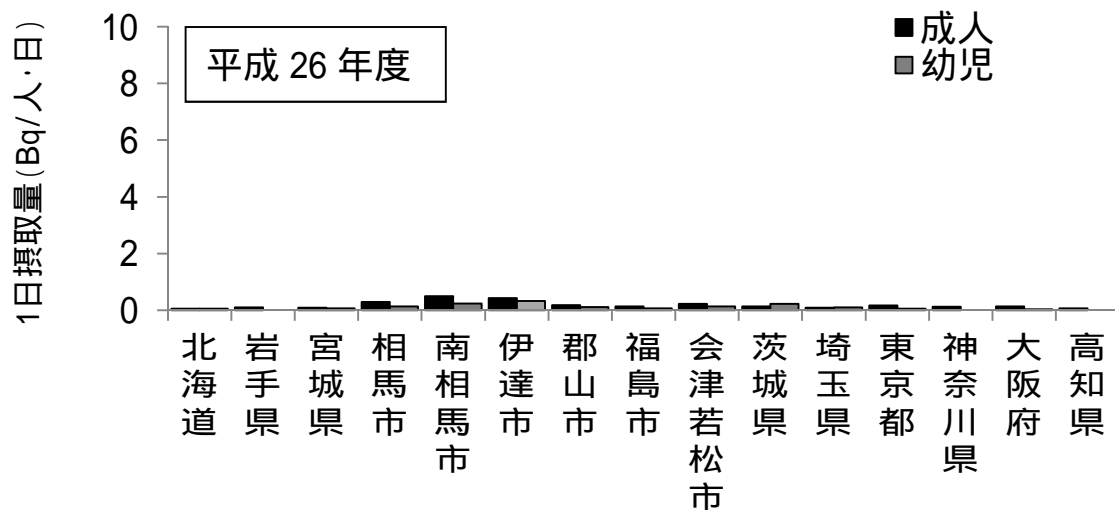 1日摂取量(Bq/人・日)
10
8
6
4
2
0
平成 26 年度
成人
幼児
北海道
岩手県
宮城県
相馬市
南相馬市
伊達市
郡山市
福島市
会津若松市
茨城県
埼玉県
東京都
神奈川県
大阪府
高知県